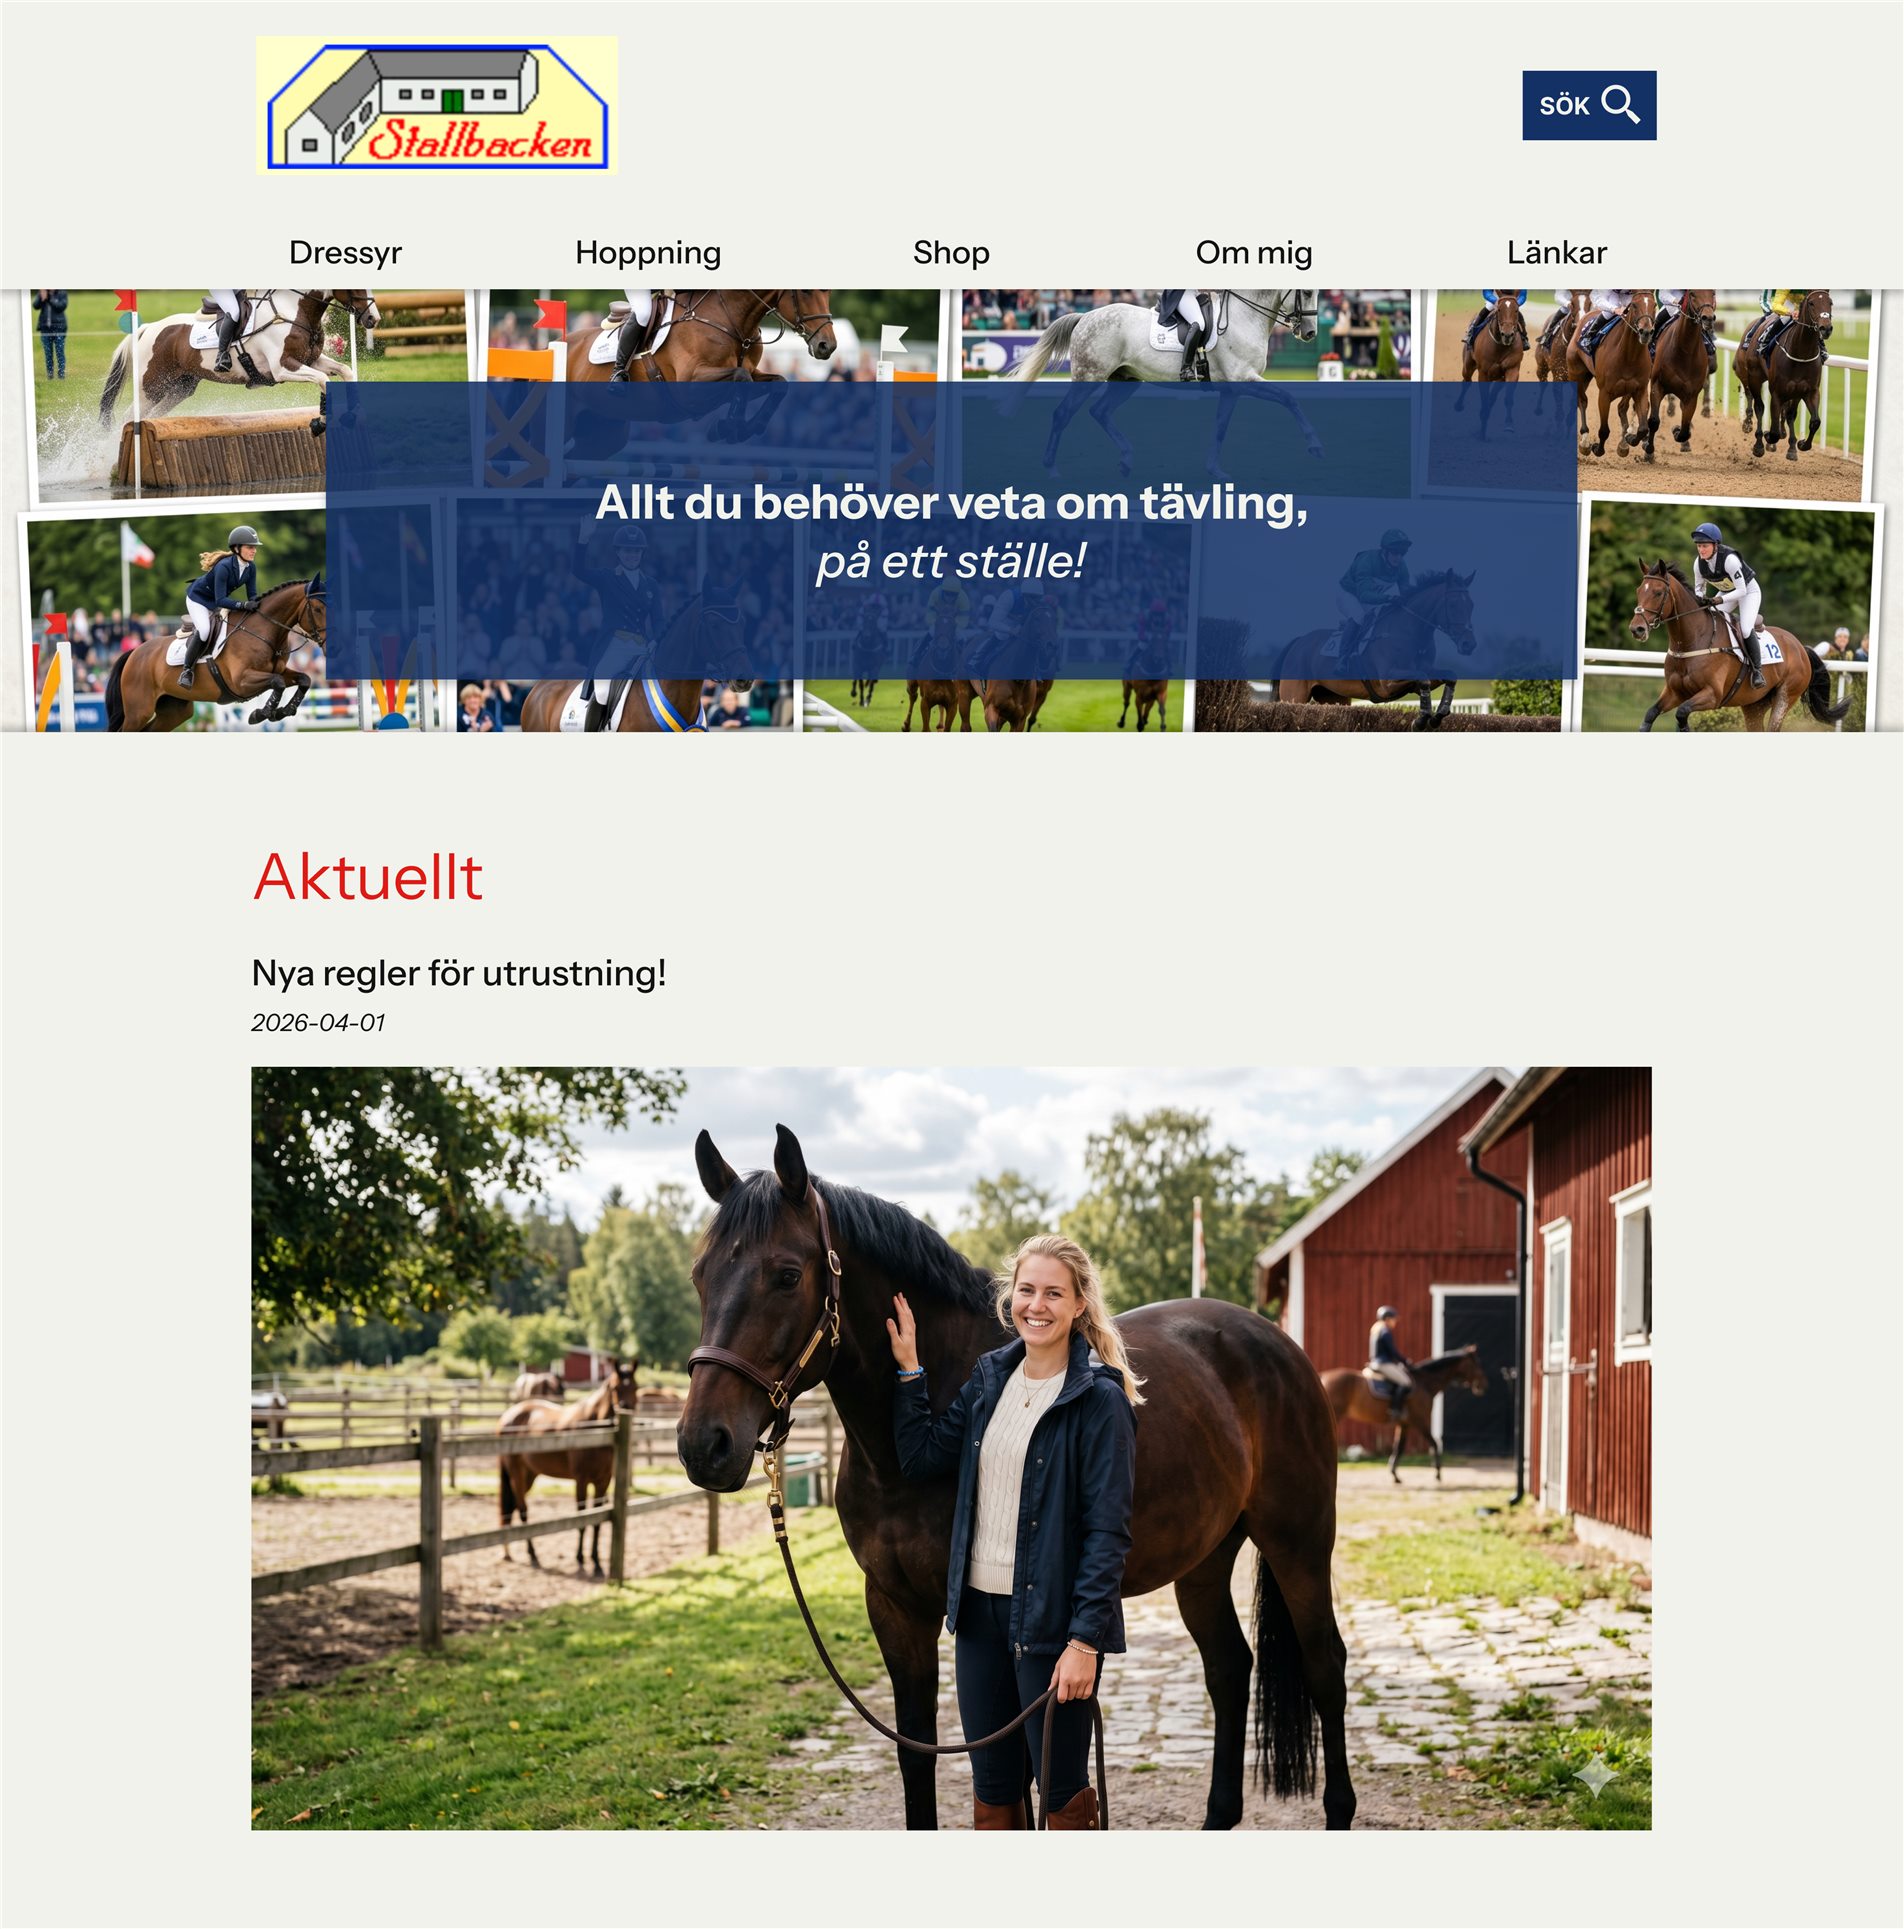 Stallbacken
SÖK
Dressyr
Hoppning
Shop
Om mig
Länkar
Allt du behöver veta om tävling,
på ett ställe!
12
Aktuellt
Nya regler för utrustning!
2026-04-01